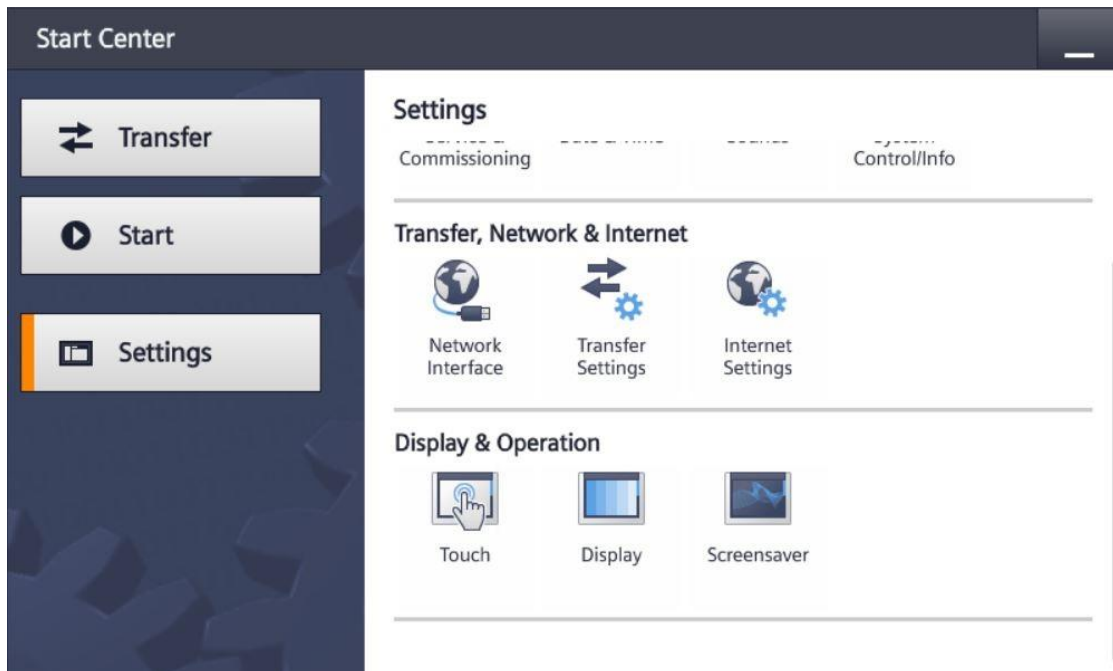 Start Center
Transfer
Start
Settings
Settings
Commissioning
Control/Info
Transfer, Network & Internet
Network
Interface
Transfer
Settings
Internet
Settings
Display & Operation
Touch
Display
Screensaver